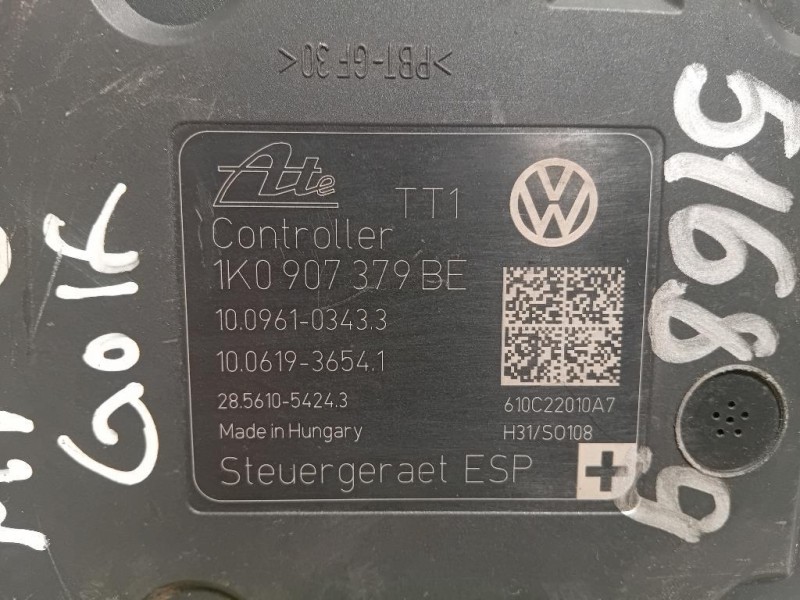 >PBT-GF30<
Ate
TT1
Controller
1K0 907 379 BE
10.0961-0343.3
10.0619-3654.1
28.5610-5424.3
610C22010A7
Made in Hungary
H31/S0108
Steuergeraet ESP
51689
Golf